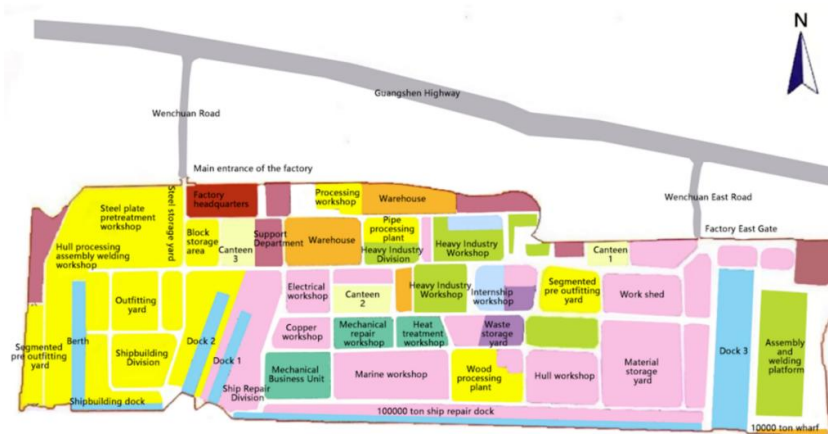 N
Guangshen Highway
Wenchuan Road
Main entrance of the factory
Wenchuan East Road
Factory East Gate
Steel plate
pretreatment
workshop
Steel storage yard
Factory
headquarters
Processing
workshop
Warehouse
Hull processing
assembly welding
workshop
Block
storage
area
Canteen
3
Support
Department
Warehouse
Pipe
processing
plant
Heavy Industry
Division
Heavy Industry
Workshop
Canteen
1
Outfitting
yard
Electrical
workshop
Canteen
2
Heavy Industry
Workshop
Internship
workshop
Segmented
pre outfitting
yard
Work shed
Segmented
pre outfitting
yard
Berth
Shipbuilding
Division
Dock 2
Dock 1
Copper
workshop
Mechanical
repair
workshop
Heat
treatment
workshop
Waste
storage
yard
Dock 3
Assembly
and
welding
platform
Ship Repair
Division
Mechanical
Business Unit
Marine workshop
Wood
processing
plant
Hull workshop
Material
storage
yard
Shipbuilding dock
100000 ton ship repair dock
10000 ton wharf